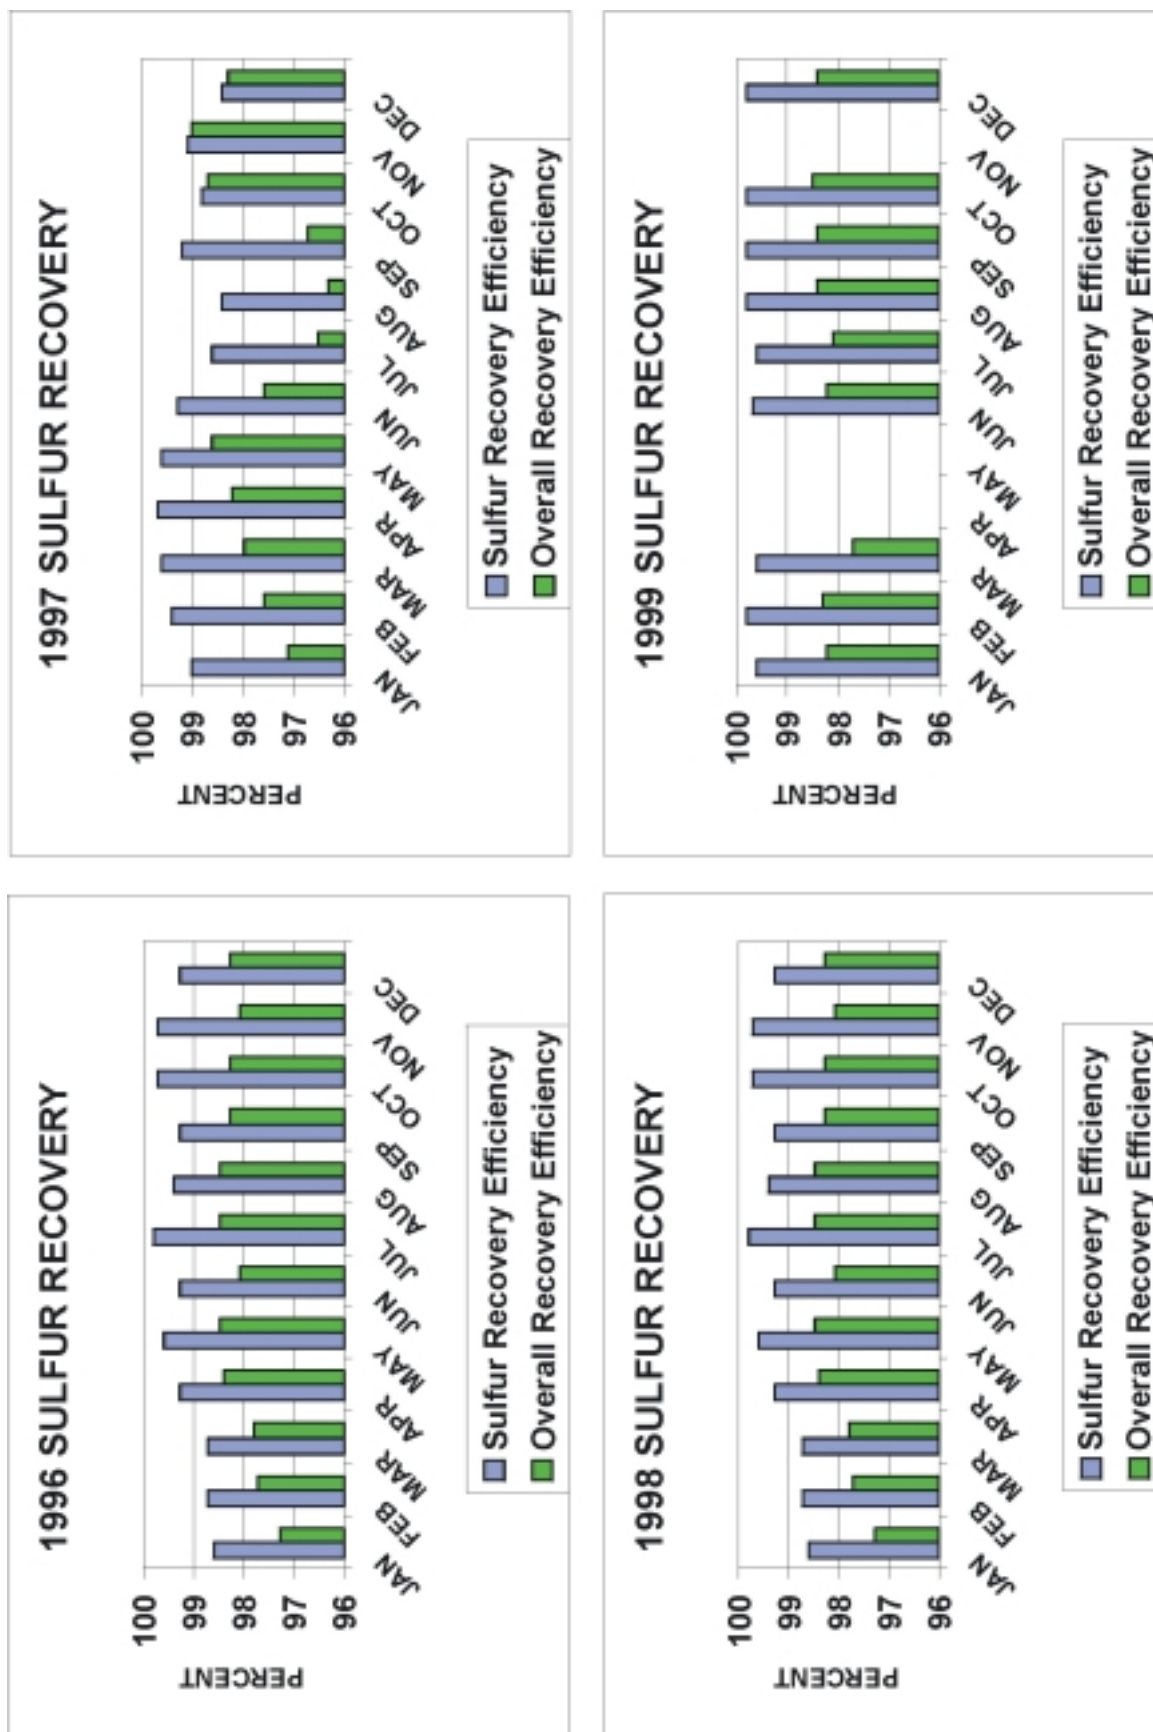 1996 SULFUR RECOVERY
PERCENT
100
99
98
97
96
JAN FEB MAR APR MAY JUN JUL AUG SEP OCT NOV DEC
Sulfur Recovery Efficiency
Overall Recovery Efficiency
1997 SULFUR RECOVERY
PERCENT
100
99
98
97
96
JAN FEB MAR APR MAY JUN JUL AUG SEP OCT NOV DEC
Sulfur Recovery Efficiency
Overall Recovery Efficiency
1998 SULFUR RECOVERY
PERCENT
100
99
98
97
96
JAN FEB MAR APR MAY JUN JUL AUG SEP OCT NOV DEC
Sulfur Recovery Efficiency
Overall Recovery Efficiency
1999 SULFUR RECOVERY
PERCENT
100
99
98
97
96
JAN FEB MAR APR MAY JUN JUL AUG SEP OCT NOV DEC
Sulfur Recovery Efficiency
Overall Recovery Efficiency